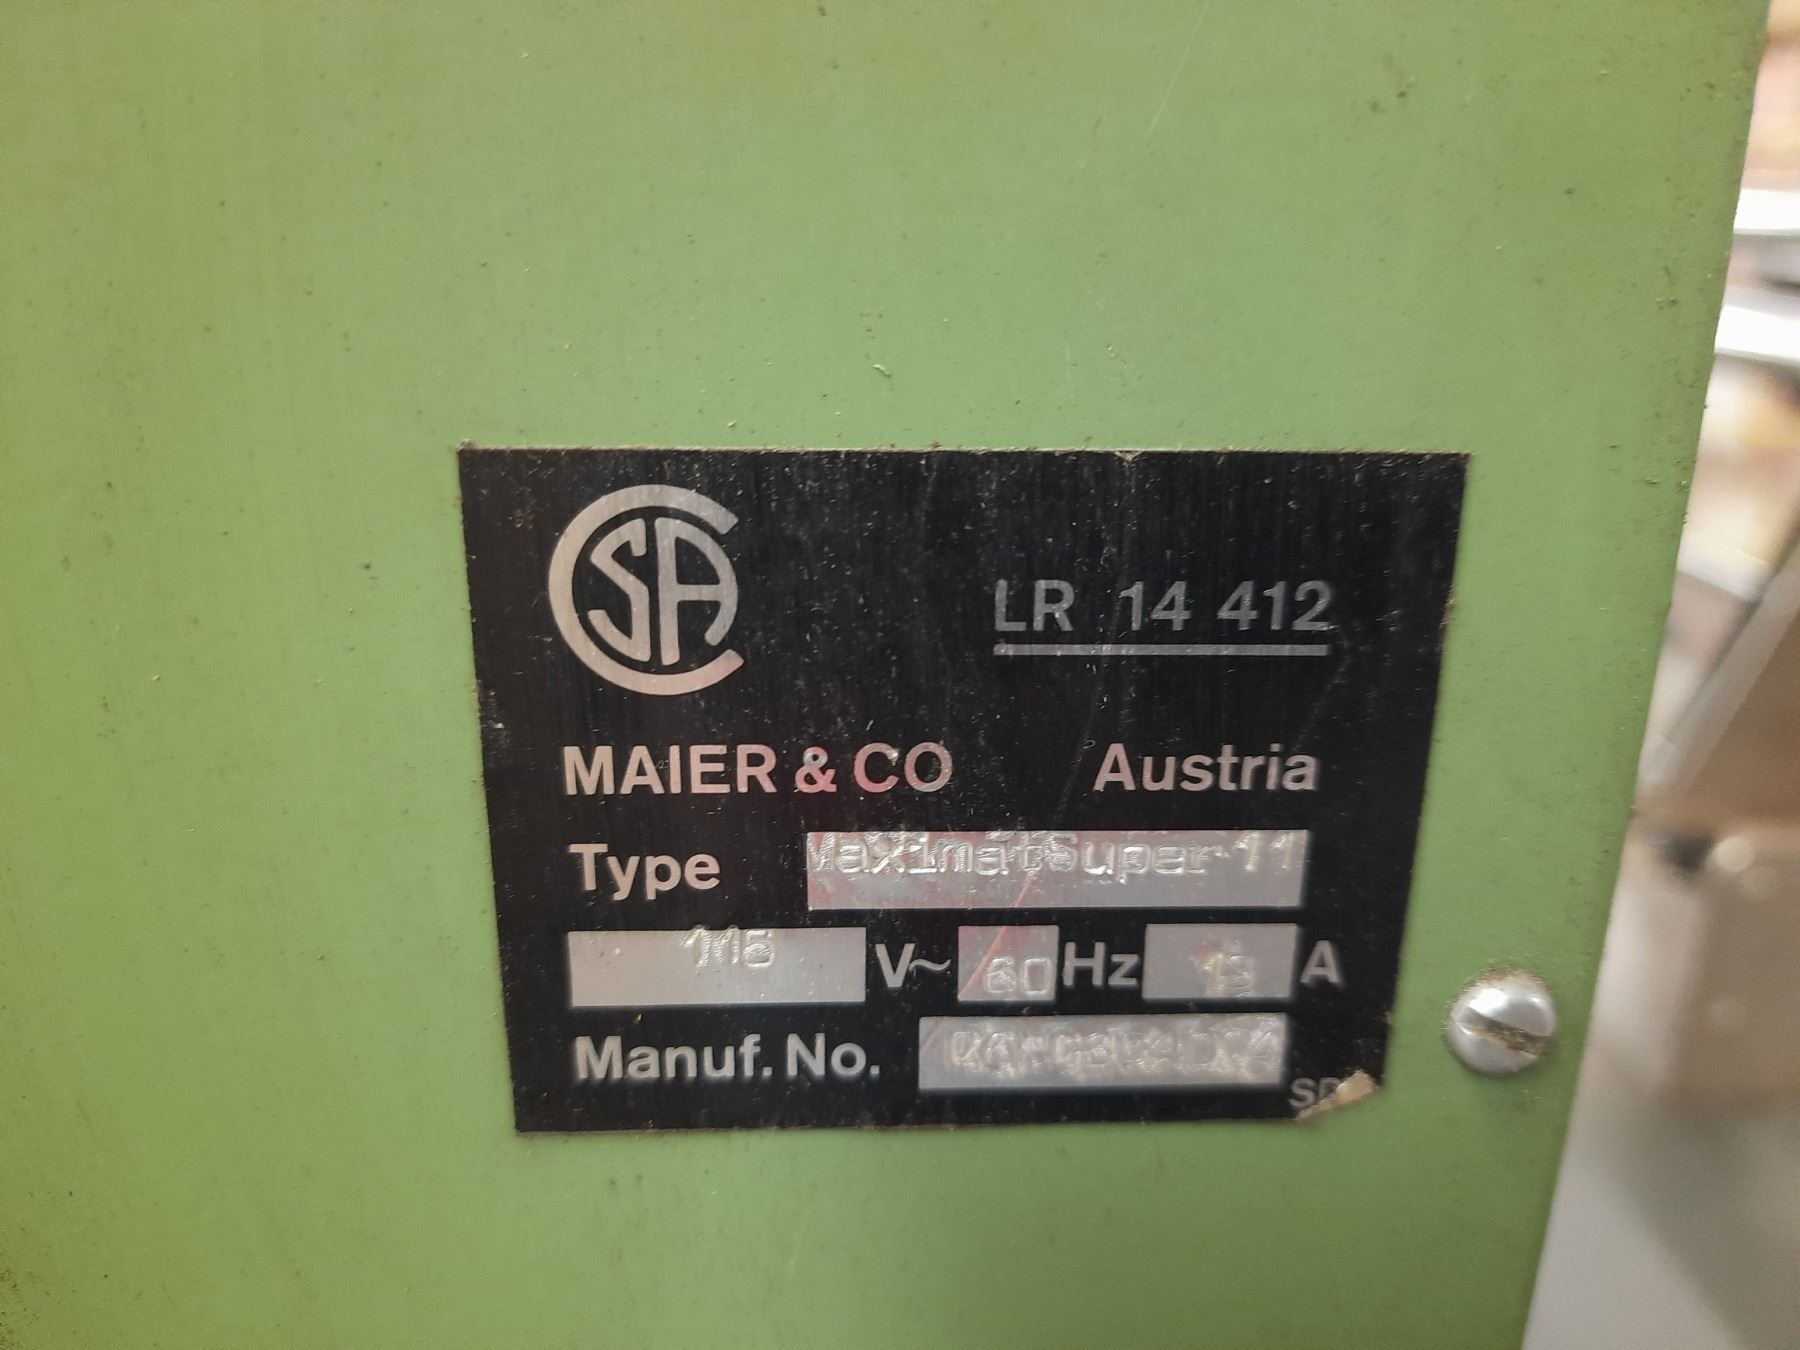 CSA
LR 14 412
MAIER & CO Austria
Type MaximatSuper-11
115 V~ 60 Hz 13 A
Manuf. No.